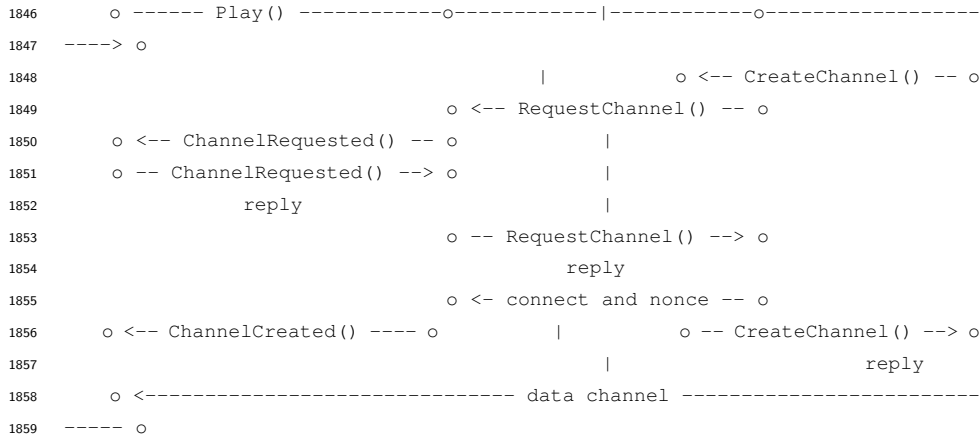 1846 o ------ Play() ------------o------------|------------o------------------
1847 ----> o
1848 | o <-- CreateChannel() -- o
1849 o <-- RequestChannel() -- o
1850 o <-- ChannelRequested() -- o |
1851 o -- ChannelRequested() --> o |
1852 reply |
1853 o -- RequestChannel() --> o
1854 reply
1855 o <- connect and nonce -- o
1856 o <-- ChannelCreated() ---- o | o -- CreateChannel() --> o
1857 | reply
1858 o <------------------------------- data channel -------------------------
1859 ----- o